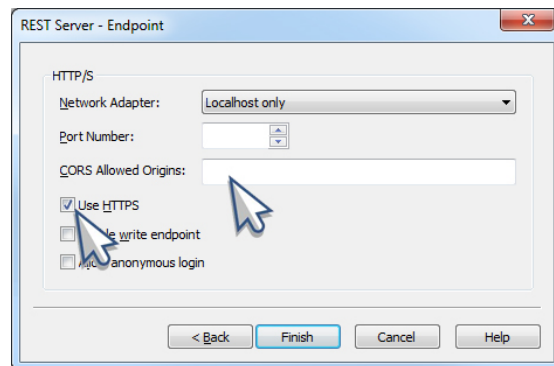 REST Server - Endpoint
HTTP/S
Network Adapter: Localhost only
Port Number:
CORS Allowed Origins:
Use HTTPS
write endpoint
anonymous login
< Back Finish Cancel Help